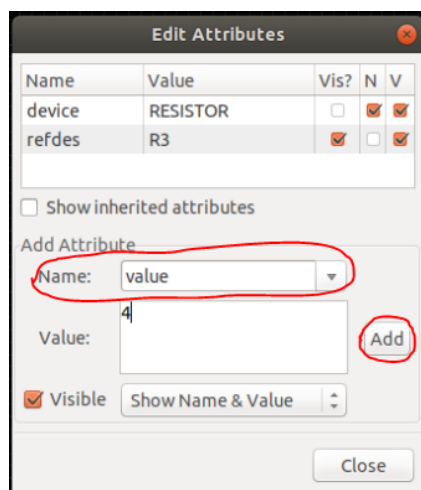 Edit Attributes
Name Value Vis? N V
device RESISTOR
refdes R3
Show inherited attributes
Add Attribute
Name: value
4
Value:
Add
Visible Show Name & Value
Close